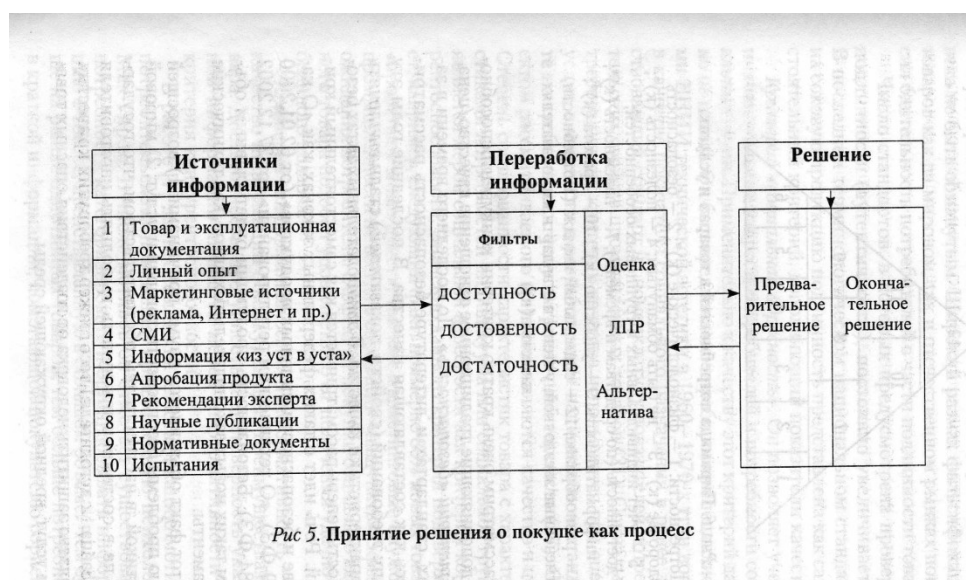 Источники
информации
Переработка
информации
Решение
1 Товар и эксплуатационная
документация
2 Личный опыт
3 Маркетинговые источники
(реклама, Интернет и пр.)
4 СМИ
5 Информация «из уст в уста»
6 Апробация продукта
7 Рекомендации эксперта
8 Научные публикации
9 Нормативные документы
10 Испытания
Фильтры
ДОСТУПНОСТЬ
ДОСТОВЕРНОСТЬ
ДОСТАТОЧНОСТЬ
Оценка
ЛПР
Альтер-
натива
Предва-
рительное
решение
Оконча-
тельное
решение
Рис 5. Принятие решения о покупке как процесс